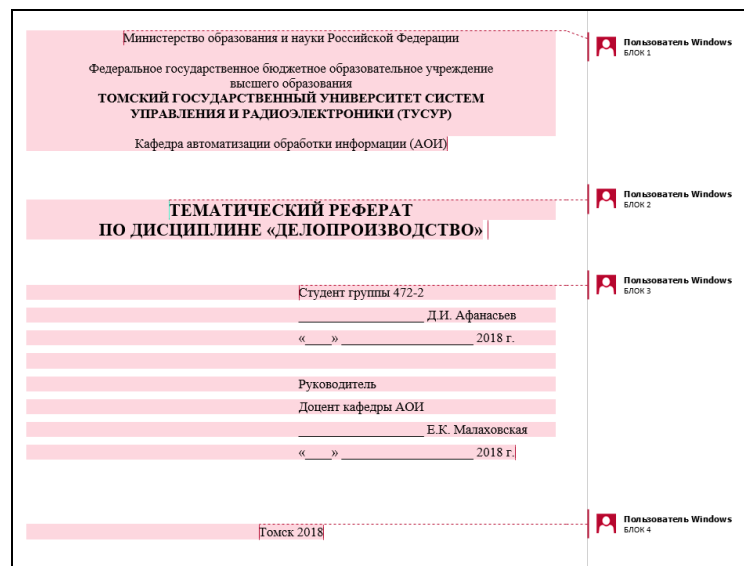 Министерство образования и науки Российской Федерации
Пользователь Windows
БЛОК 1
Федеральное государственное бюджетное образовательное учреждение
высшего образования
ТОМСКИЙ ГОСУДАРСТВЕННЫЙ УНИВЕРСИТЕТ СИСТЕМ
УПРАВЛЕНИЯ И РАДИОЭЛЕКТРОНИКИ (ТУСУР)
Кафедра автоматизации обработки информации (АОИ)
Пользователь Windows
БЛОК 2
ТЕМАТИЧЕСКИЙ РЕФЕРАТ
ПО ДИСЦИПЛИНЕ «ДЕЛОПРОИЗВОДСТВО»
Пользователь Windows
БЛОК 3
Студент группы 472-2
____________________ Д.И. Афанасьев
«____» _____________________ 2018 г.
Руководитель
Доцент кафедры АОИ
____________________ Е.К. Малаховская
«____» _____________________ 2018 г.
Пользователь Windows
БЛОК 4
Томск 2018